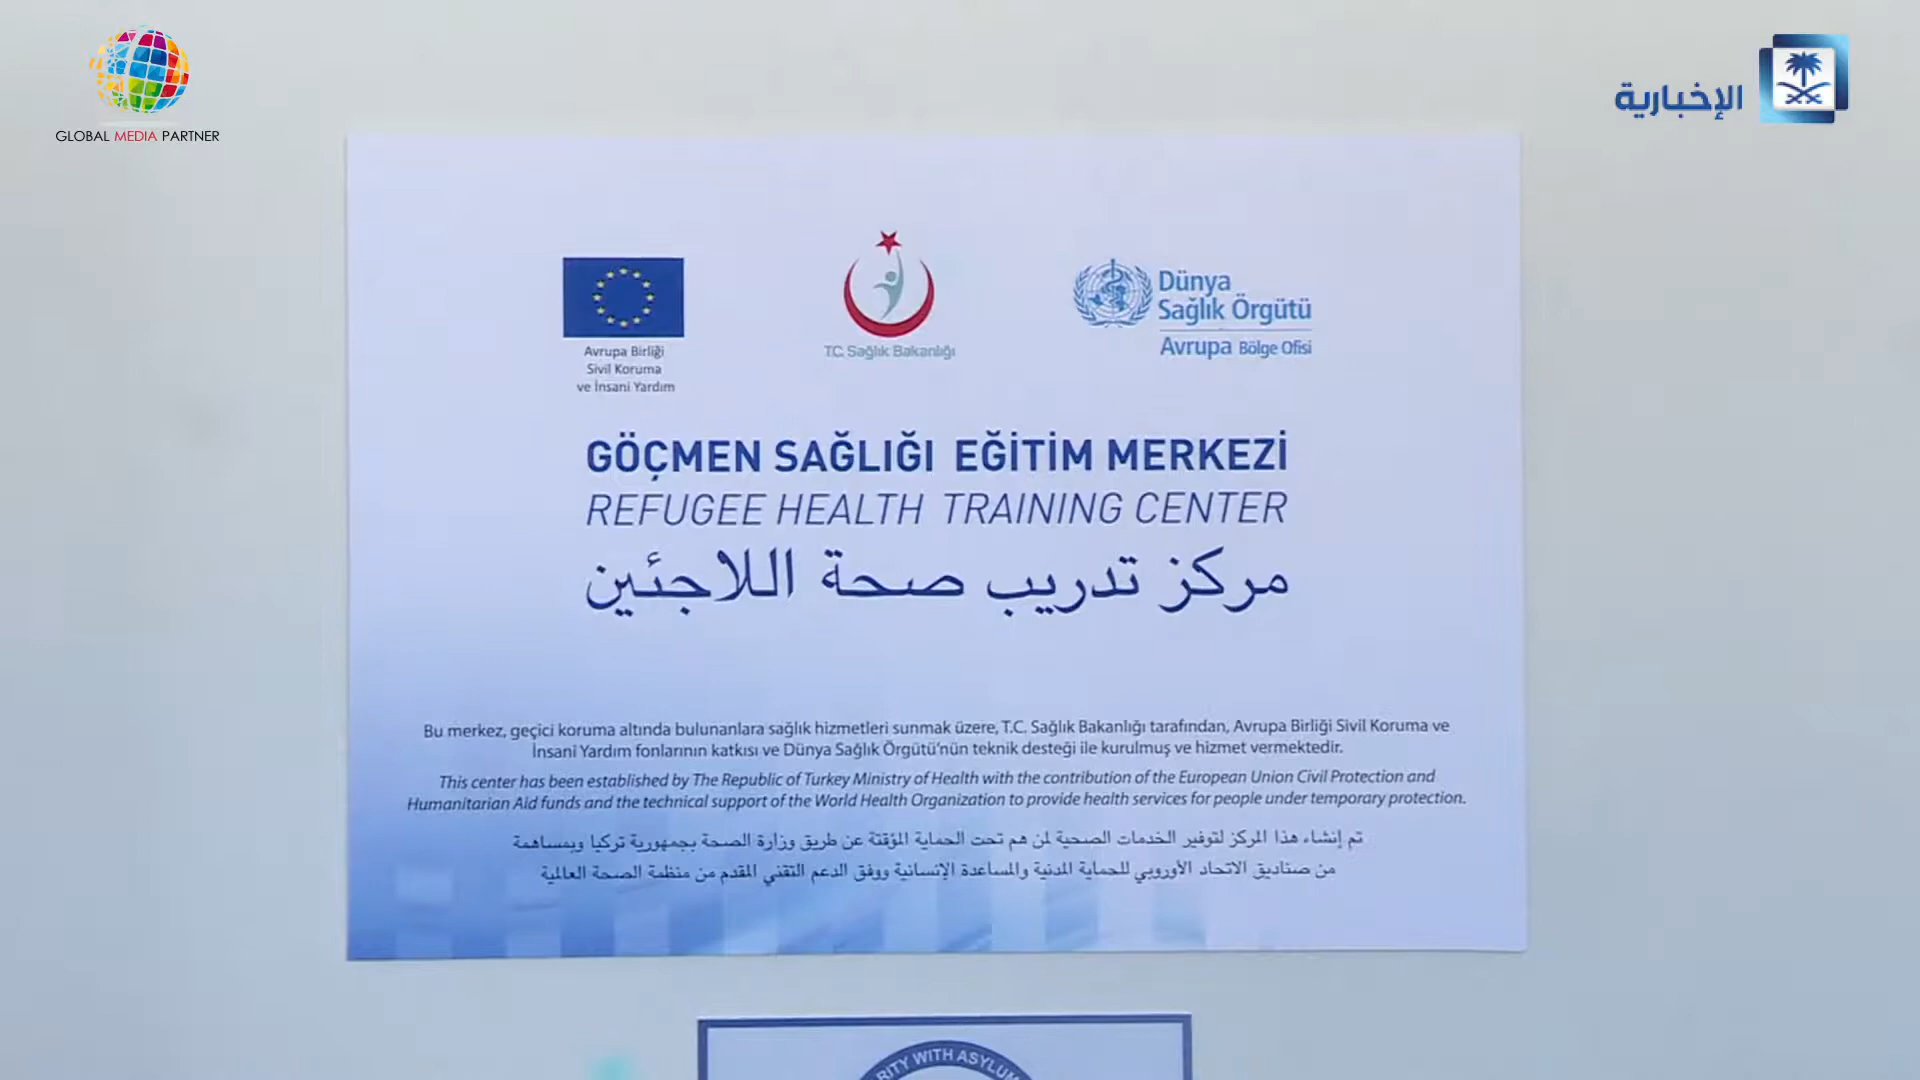 GLOBAL MEDIA PARTNER
الإخبارية
Avrupa Birliği
Sivil Koruma
ve İnsani Yardım
T.C. Sağlık Bakanlığı
Dünya
Sağlık Örgütü
Avrupa Bölge Ofisi
GÖÇMEN SAĞLIĞI EĞİTİM MERKEZİ
REFUGEE HEALTH TRAINING CENTER
مركز تدريب صحة اللاجئين
Bu merkez, geçici koruma altında bulunanlara sağlık hizmetleri sunmak üzere, T.C. Sağlık Bakanlığı tarafından, Avrupa Birliği Sivil Koruma ve
İnsani Yardım fonlarının katkısı ve Dünya Sağlık Örgütü'nün teknik desteği ile kurulmuş ve hizmet vermektedir.
This center has been established by The Republic of Turkey Ministry of Health with the contribution of the European Union Civil Protection and
Humanitarian Aid funds and the technical support of the World Health Organization to provide health services for people under temporary protection.
تم إنشاء هذا المركز لتوفير الخدمات الصحية لمن هم تحت الحماية المؤقتة عن طريق وزارة الصحة بجمهورية تركيا وبمساهمة
من صناديق الاتحاد الأوروبي للحماية المدنية والمساعدة الإنسانية ووفق الدعم التقني المقدم من منظمة الصحة العالمية
WITH